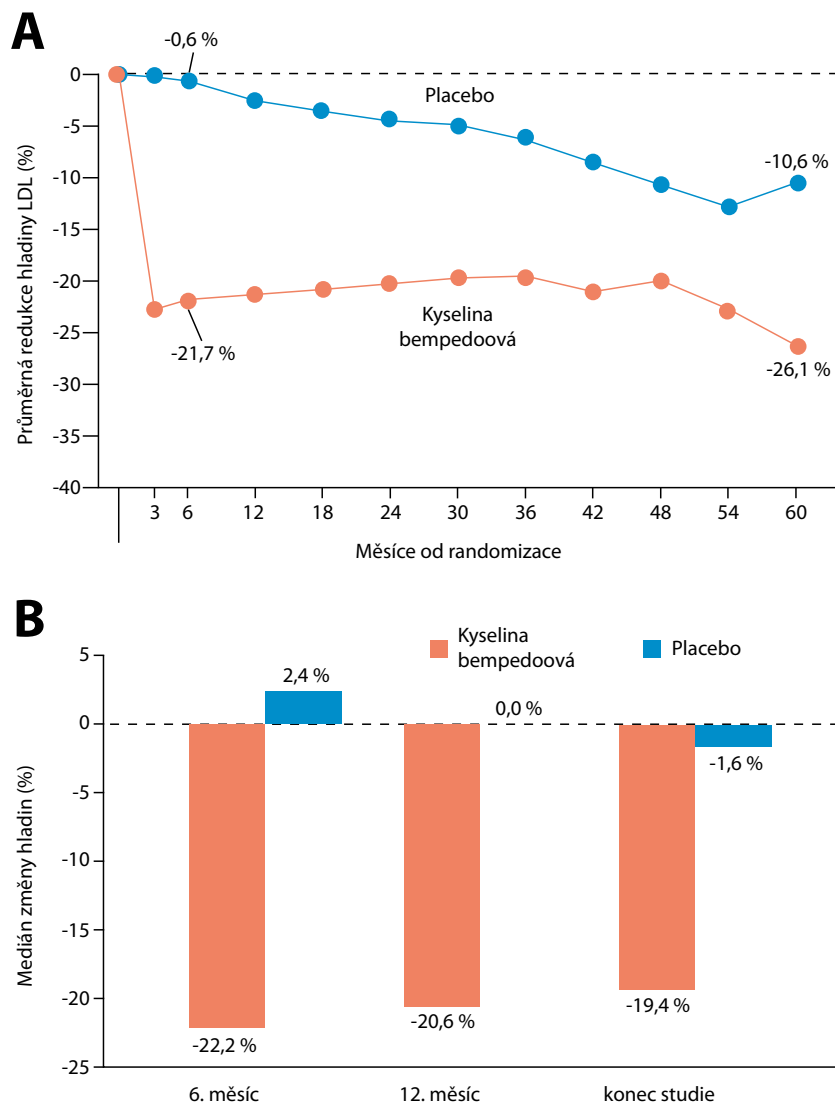 A
-0,6 %
0
-5
-10
-15
-20
-25
-30
-35
-40
Průměrná redukce hladiny LDL (%)
Placebo
-10,6 %
Kyselina
bempedoová
-21,7 %
-26,1 %
3 6 12 18 24 30 36 42 48 54 60
Měsíce od randomizace
B
Kyselina
bempedoová
Placebo
5
0
-5
-10
-15
-20
-25
Medián změny hladin (%)
2,4 %
0,0 %
-1,6 %
-22,2 %
-20,6 %
-19,4 %
6. měsíc 12. měsíc konec studie